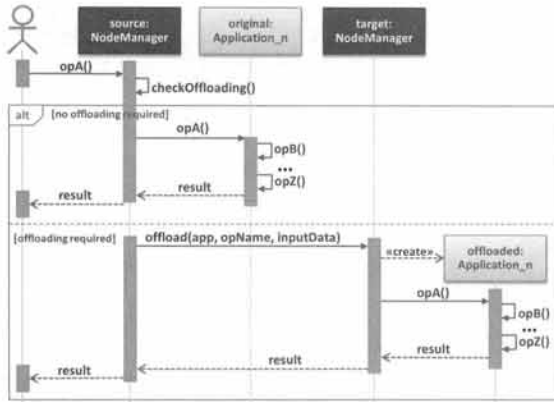 source:
NodeManager
original:
Application_n
target:
NodeManager
opA()
checkOffloading()
alt
[no offloading required]
opA()
opB()
...
opZ()
result
result
[offloading required]
offload(app, opName, inputData)
«create»
offloaded:
Application_n
opA()
opB()
...
opZ()
result
result
result